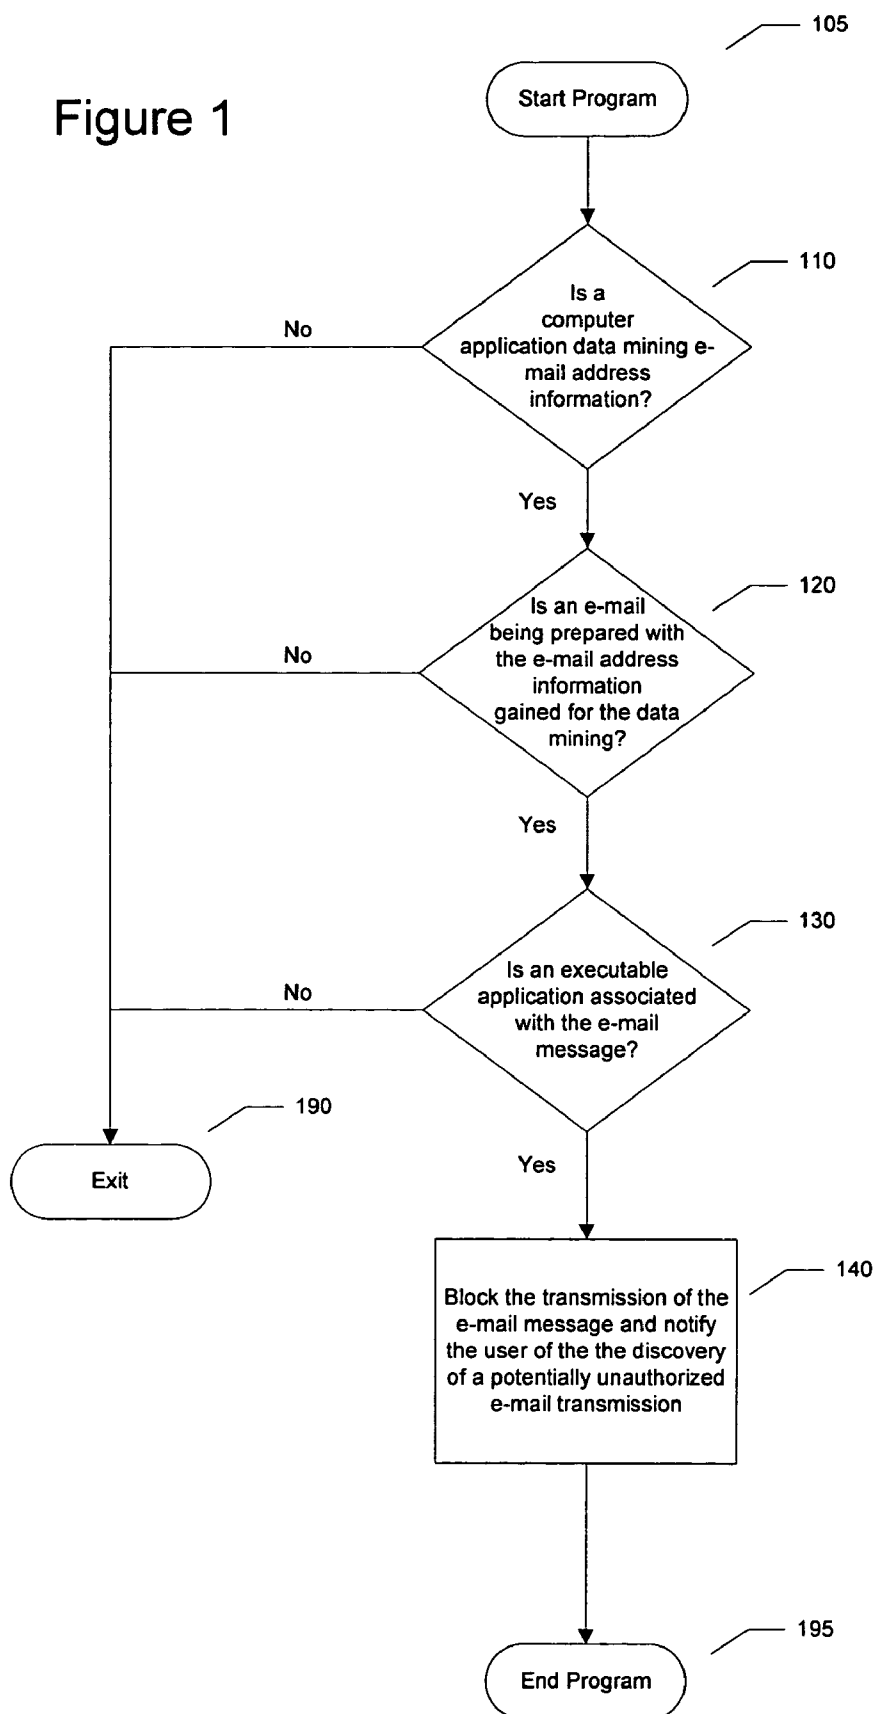 105
Figure 1
Start Program
110
Is a
computer
application data mining e-
mail address
information?
No
Yes
120
Is an e-mail
being prepared with
the e-mail address
information
gained for the data
mining?
No
Yes
130
Is an executable
application associated
with the e-mail
message?
No
190
Exit
Yes
140
Block the transmission of the
e-mail message and notify
the user of the the discovery
of a potentially unauthorized
e-mail transmission
195
End Program